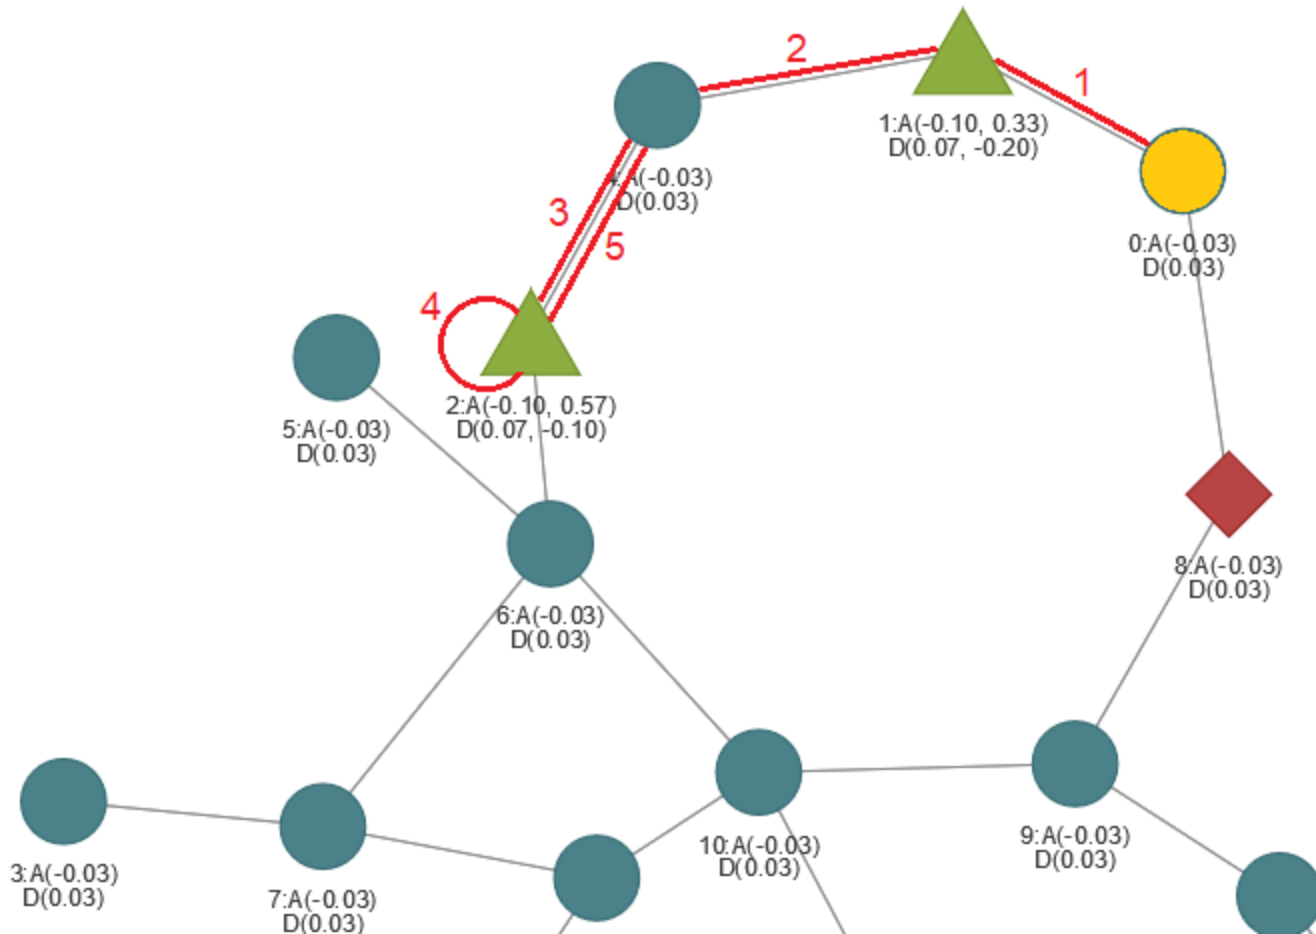 2
1
1:A(-0.10, 0.33)
D(0.07, -0.20)
4:A(-0.03)
D(0.03)
3
5
0:A(-0.03)
D(0.03)
4
2:A(-0.10, 0.57)
D(0.07, -0.10)
5:A(-0.03)
D(0.03)
8:A(-0.03)
D(0.03)
6:A(-0.03)
D(0.03)
10:A(-0.03)
D(0.03)
9:A(-0.03)
D(0.03)
3:A(-0.03)
D(0.03)
7:A(-0.03)
D(0.03)